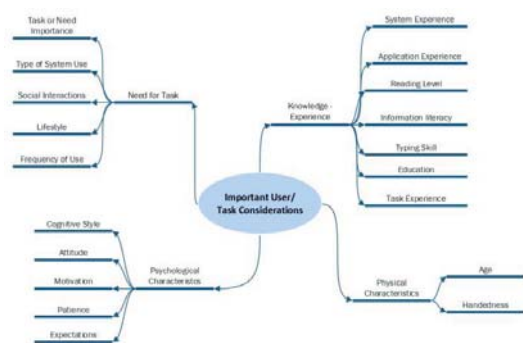 Task or Need
Importance
Type of System Use
Social Interactions
Lifestyle
Frequency of Use
Need for Task
System Experience
Application Experience
Reading Level
Information literacy
Typing Skill
Education
Task Experience
Knowledge -
Experience
Important User/
Task Considerations
Cognitive Style
Attitude
Motivation
Patience
Expectations
Psychological
Characteristics
Physical
Characteristics
Age
Handedness